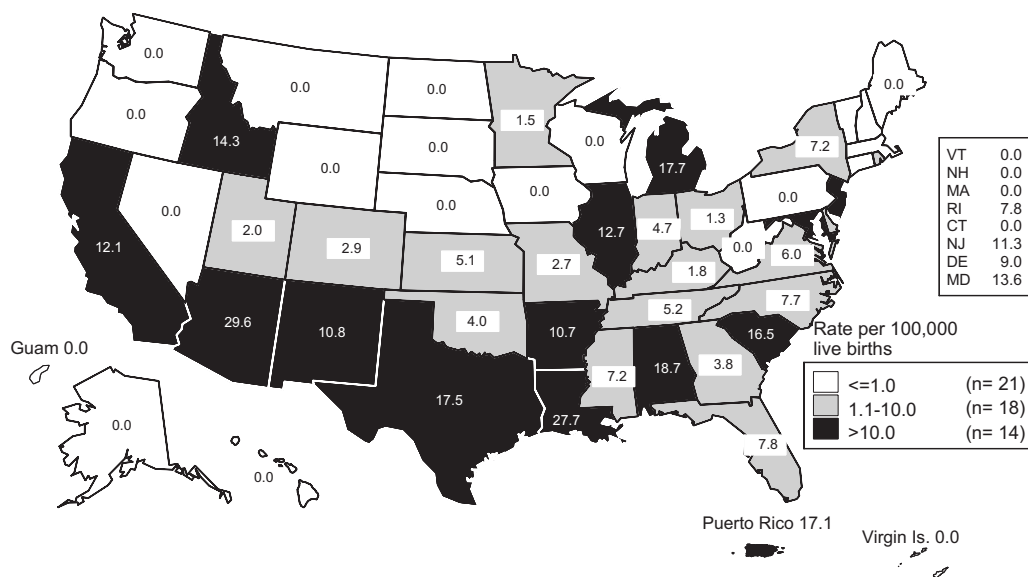 0.0
0.0
0.0
0.0
1.5
0.0
0.0
14.3
0.0
0.0
0.0
17.7
7.2
VT 0.0
NH 0.0
MA 0.0
RI 7.8
CT 0.0
NJ 11.3
DE 9.0
MD 13.6
0.0
0.0
0.0
0.0
12.7
4.7
1.3
0.0
6.0
12.1
2.0
2.9
5.1
2.7
1.8
7.7
5.2
29.6
10.8
4.0
10.7
16.5
Rate per 100,000
live births
<=1.0 (n= 21)
1.1-10.0 (n= 18)
>10.0 (n= 14)
Guam 0.0
17.5
7.2
18.7
3.8
27.7
7.8
0.0
0.0
Puerto Rico 17.1
Virgin Is. 0.0